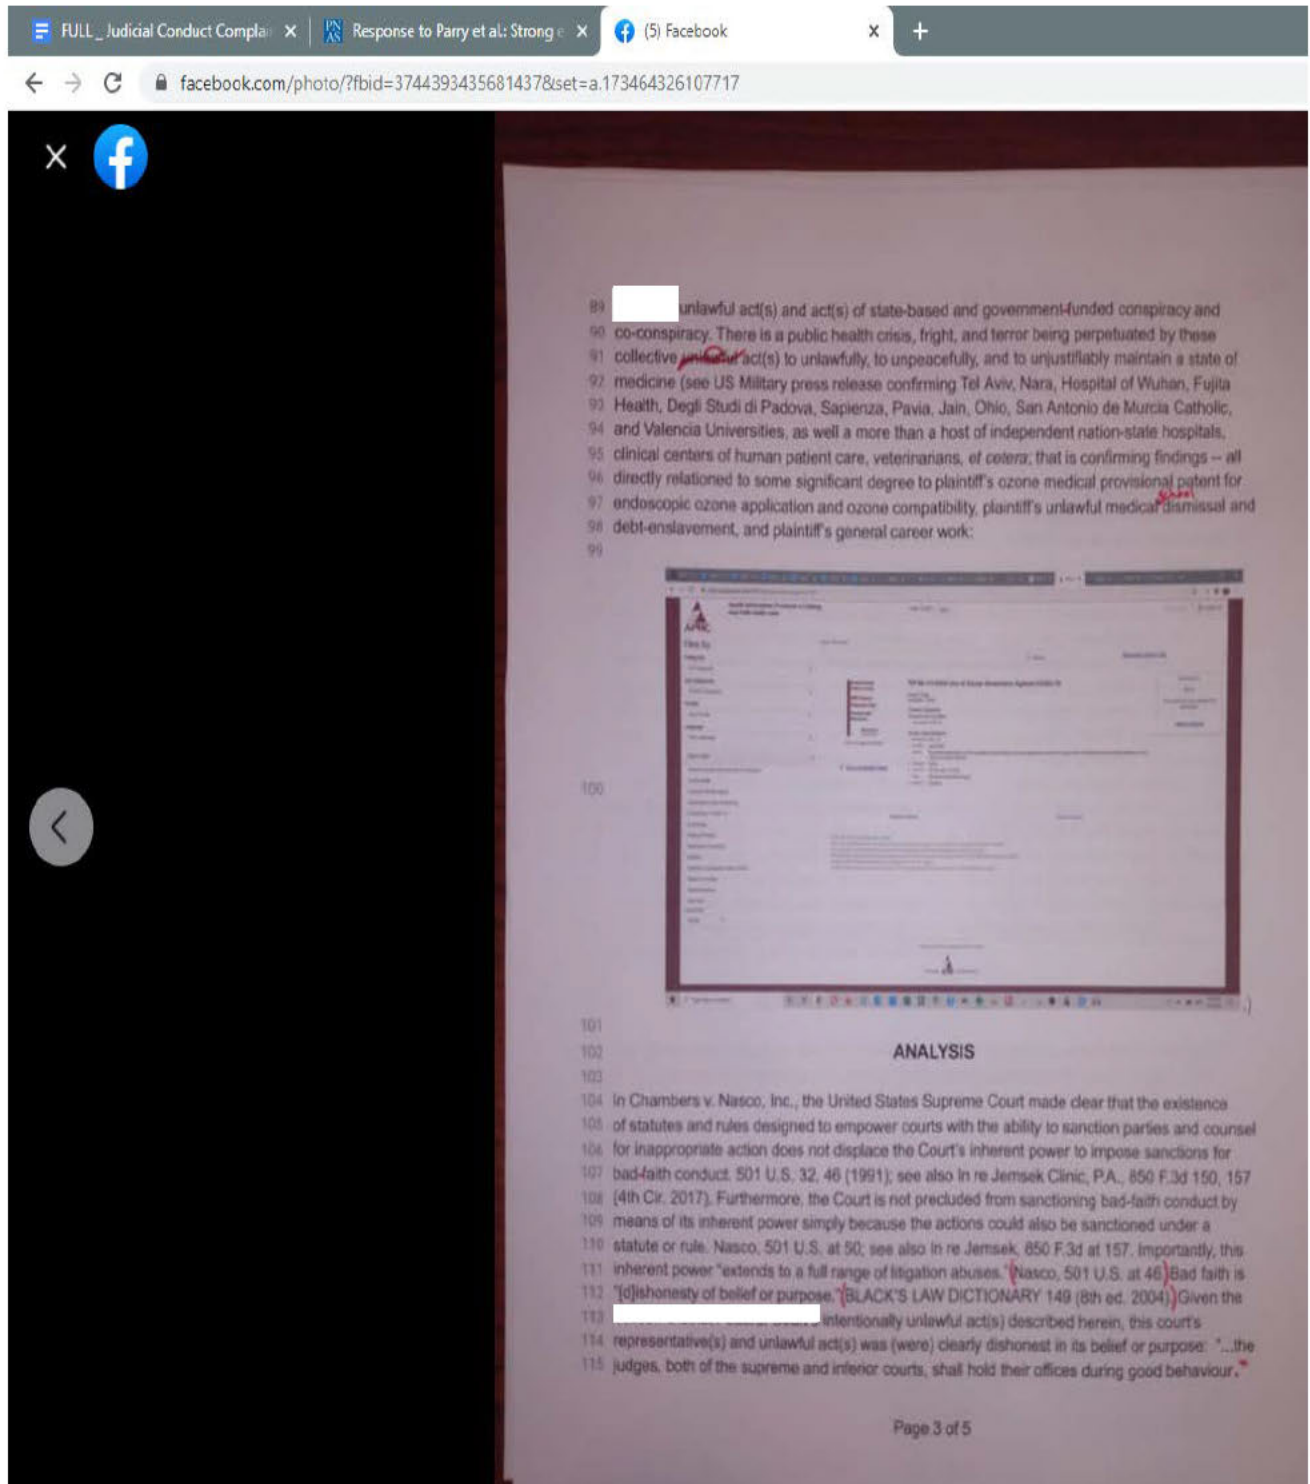 FULL _ Judicial Conduct Complai
Response to Parry et al.: Strong e
(5) Facebook
facebook.com/photo/?fbid=3744393435681437&set=a.173464326107717
89 unlawful act(s) and act(s) of state-based and government-funded conspiracy and
90 co-conspiracy. There is a public health crisis, fright, and terror being perpetuated by these
91 collective act(s) to unlawfully, to unpeacefully, and to unjustifiably maintain a state of
92 medicine (see US Military press release confirming Tel Aviv, Nara, Hospital of Wuhan, Fujita
93 Health, Degli Studi di Padova, Sapienza, Pavia, Jain, Ohio, San Antonio de Murcia Catholic,
94 and Valencia Universities, as well a more than a host of independent nation-state hospitals,
95 clinical centers of human patient care, veterinarians, et cetera; that is confirming findings -- all
96 directly relationed to some significant degree to plaintiff's ozone medical provisional patent for
school
97 endoscopic ozone application and ozone compatibility, plaintiff's unlawful medical dismissal and
98 debt-enslavement, and plaintiff's general career work:
99
100
.)
101
102 ANALYSIS
103
104 In Chambers v. Nasco, Inc., the United States Supreme Court made clear that the existence
105 of statutes and rules designed to empower courts with the ability to sanction parties and counsel
106 for inappropriate action does not displace the Court's inherent power to impose sanctions for
107 bad-faith conduct. 501 U.S. 32, 46 (1991); see also In re Jemsek Clinic, P.A., 850 F.3d 150, 157
108 (4th Cir. 2017). Furthermore, the Court is not precluded from sanctioning bad-faith conduct by
109 means of its inherent power simply because the actions could also be sanctioned under a
110 statute or rule. Nasco, 501 U.S. at 50; see also In re Jemsek, 850 F.3d at 157. Importantly, this
111 inherent power "extends to a full range of litigation abuses." (Nasco, 501 U.S. at 46) Bad faith is
112 "[d]ishonesty of belief or purpose." (BLACK'S LAW DICTIONARY 149 (8th ed. 2004).) Given the
113 intentionally unlawful act(s) described herein, this court's
114 representative(s) and unlawful act(s) was (were) clearly dishonest in its belief or purpose: "...the
115 judges, both of the supreme and inferior courts, shall hold their offices during good behaviour."
Page 3 of 5